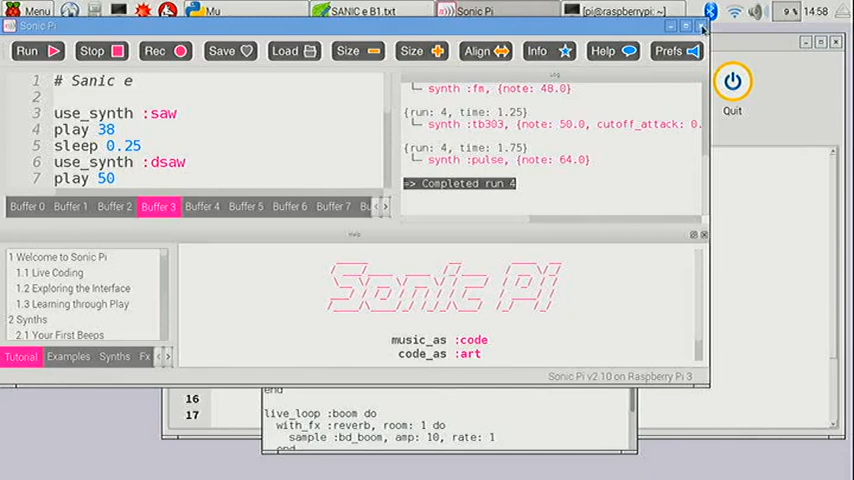 Menu
Mu
SANIC e B1.txt
Sonic Pi
[pi@raspberrypi: ~]
9 %
14:58
Sonic Pi
Run
Stop
Rec
Save
Load
Size
Size
Align
Info
Help
Prefs
Quit
1 # Sanic e
2
3 use_synth :saw
4 play 38
5 sleep 0.25
6 use_synth :dsaw
7 play 50
Buffer 0 Buffer 1 Buffer 2 Buffer 3 Buffer 4 Buffer 5 Buffer 6 Buffer 7 Bu
Log
└─ synth :fm, {note: 48.0}
{run: 4, time: 1.25}
└─ synth :tb303, {note: 50.0, cutoff_attack: 0.
{run: 4, time: 1.75}
└─ synth :pulse, {note: 64.0}
=> Completed run 4
Help
1 Welcome to Sonic Pi
1.1 Live Coding
1.2 Exploring the Interface
1.3 Learning through Play
2 Synths
2.1 Your First Beeps
Tutorial Examples Synths Fx
Sonic Pi
music_as :code
code_as :art
Sonic Pi v2.10 on Raspberry Pi 3
16
17
end
live_loop :boom do
with_fx :reverb, room: 1 do
sample :bd_boom, amp: 10, rate: 1
end